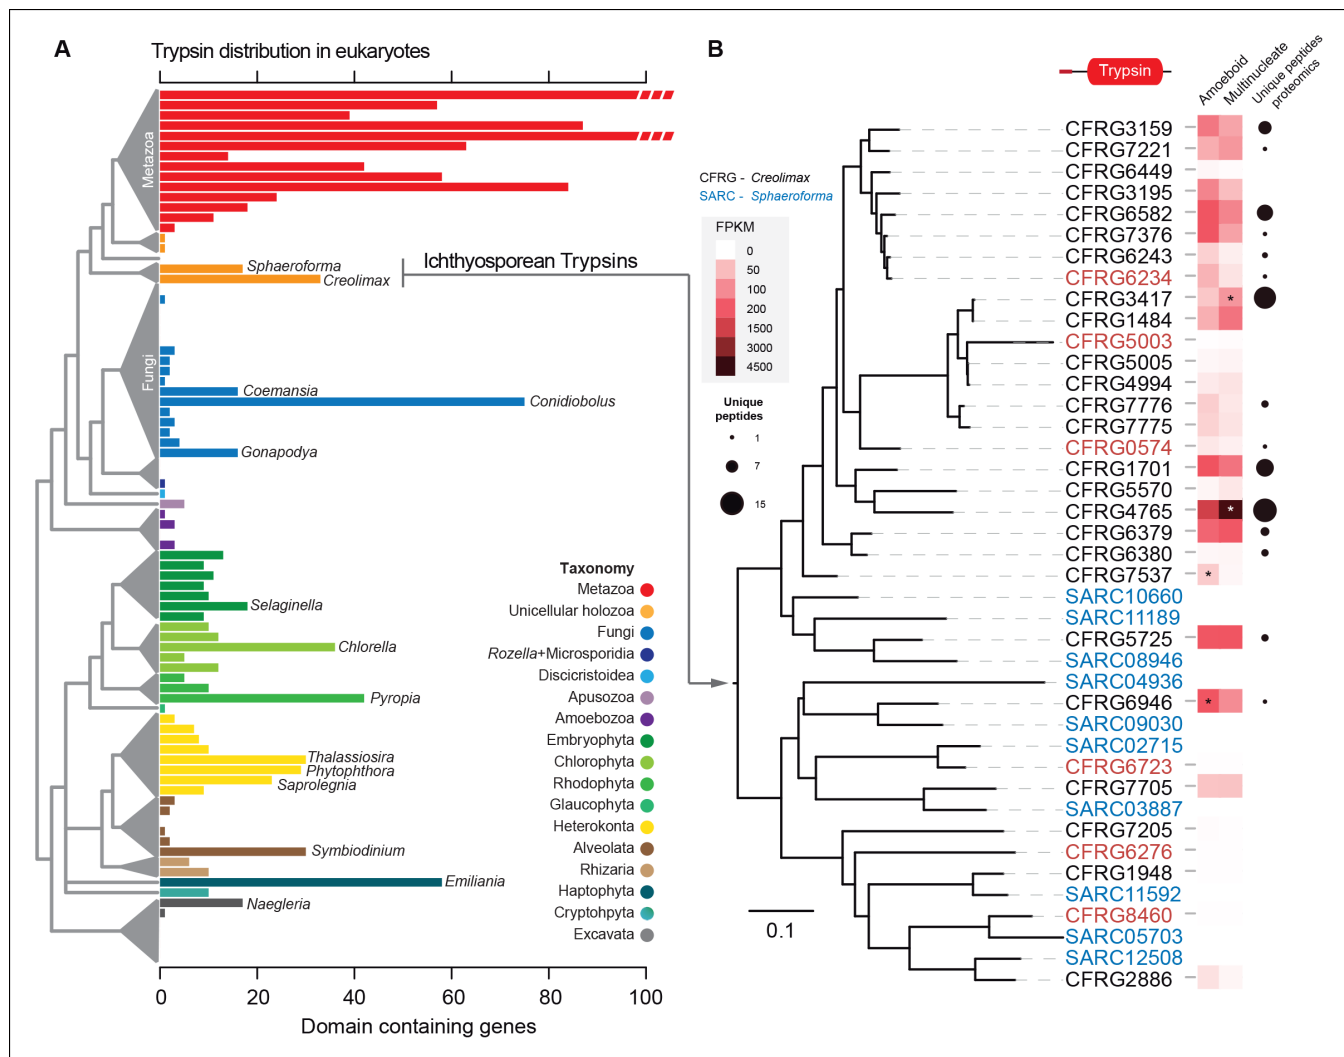 A
Trypsin distribution in eukaryotes
Metazoa
Sphaeroforma
Creolimax
Ichthyosporean Trypsins
Fungi
Coemansia
Conidiobolus
Gonapodya
Selaginella
Chlorella
Pyropia
Thalassiosira
Phytophthora
Saprolegnia
Symbiodinium
Emiliania
Naegleria
Taxonomy
Metazoa
Unicellular holozoa
Fungi
Rozella+Microsporidia
Discicristoidea
Apusozoa
Amoebozoa
Embryophyta
Chlorophyta
Rhodophyta
Glaucophyta
Heterokonta
Alveolata
Rhizaria
Haptophyta
Cryptohpyta
Excavata
0 20 40 60 80 100
Domain containing genes
B
Trypsin
Amoeboid
Multinucleate
Unique peptides
proteomics
CFRG - Creolimax
SARC - Sphaeroforma
FPKM
0
50
100
200
1500
3000
4500
Unique
peptides
1
7
15
CFRG3159
CFRG7221
CFRG6449
CFRG3195
CFRG6582
CFRG7376
CFRG6243
CFRG6234
CFRG3417 *
CFRG1484
CFRG5003
CFRG5005
CFRG4994
CFRG7776
CFRG7775
CFRG0574
CFRG1701
CFRG5570
CFRG4765 *
CFRG6379
CFRG6380
CFRG7537 *
SARC10660
SARC11189
CFRG5725
SARC08946
SARC04936
CFRG6946 *
SARC09030
SARC02715
CFRG6723
CFRG7705
SARC03887
CFRG7205
CFRG6276
CFRG1948
SARC11592
CFRG8460
SARC05703
SARC12508
CFRG2886
0.1